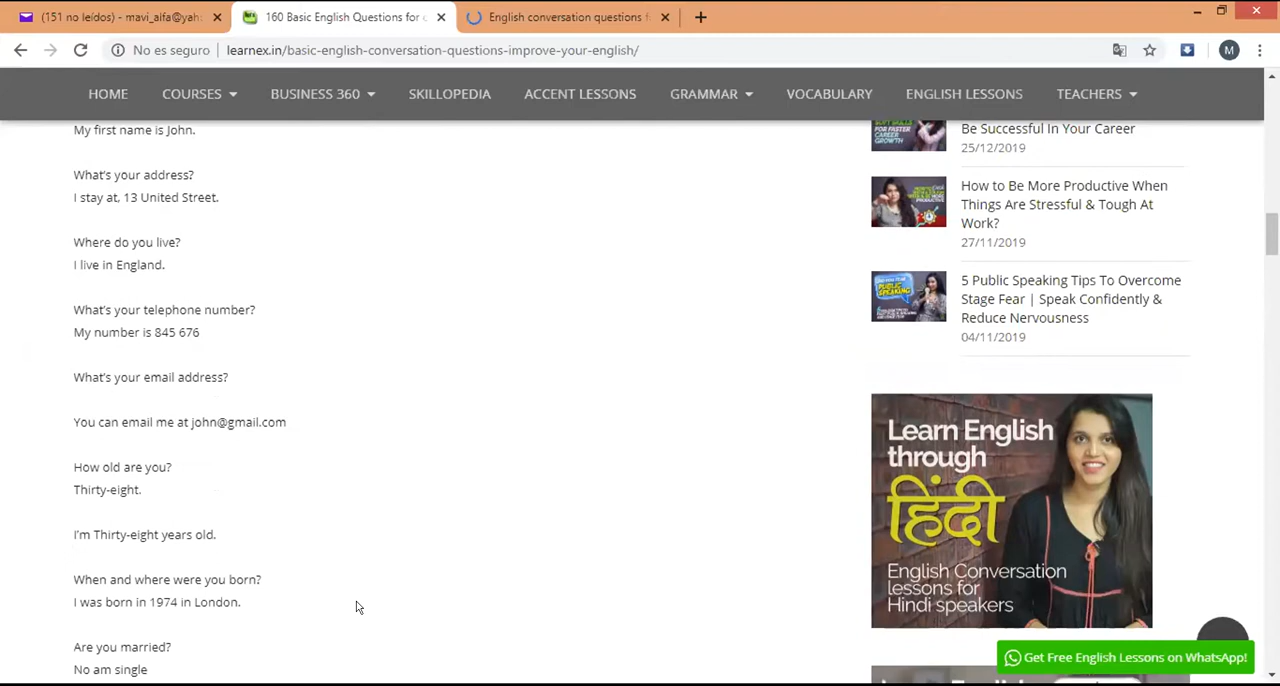 (151 no leídos) - mavi_aifa@yah
160 Basic English Questions for
English conversation questions
No es seguro
learnex.in/basic-english-conversation-questions-improve-your-english/
M
HOME
COURSES
BUSINESS 360
SKILLOPEDIA
ACCENT LESSONS
GRAMMAR
VOCABULARY
ENGLISH LESSONS
TEACHERS
My first name is John.
What's your address?
I stay at, 13 United Street.
Where do you live?
I live in England.
What's your telephone number?
My number is 845 676
What's your email address?
You can email me at john@gmail.com
How old are you?
Thirty-eight.
I'm Thirty-eight years old.
When and where were you born?
I was born in 1974 in London.
Are you married?
No am single
FOR FASTER
CAREER
GROWTH
Be Successful In Your Career
25/12/2019
How to Be More Productive When
Things Are Stressful & Tough At
Work?
27/11/2019
PUBLIC
SPEAKING
5 Public Speaking Tips To Overcome
Stage Fear | Speak Confidently &
Reduce Nervousness
04/11/2019
Learn English
through
हिंदी
English Conversation
lessons for
Hindi speakers
Get Free English Lessons on WhatsApp!